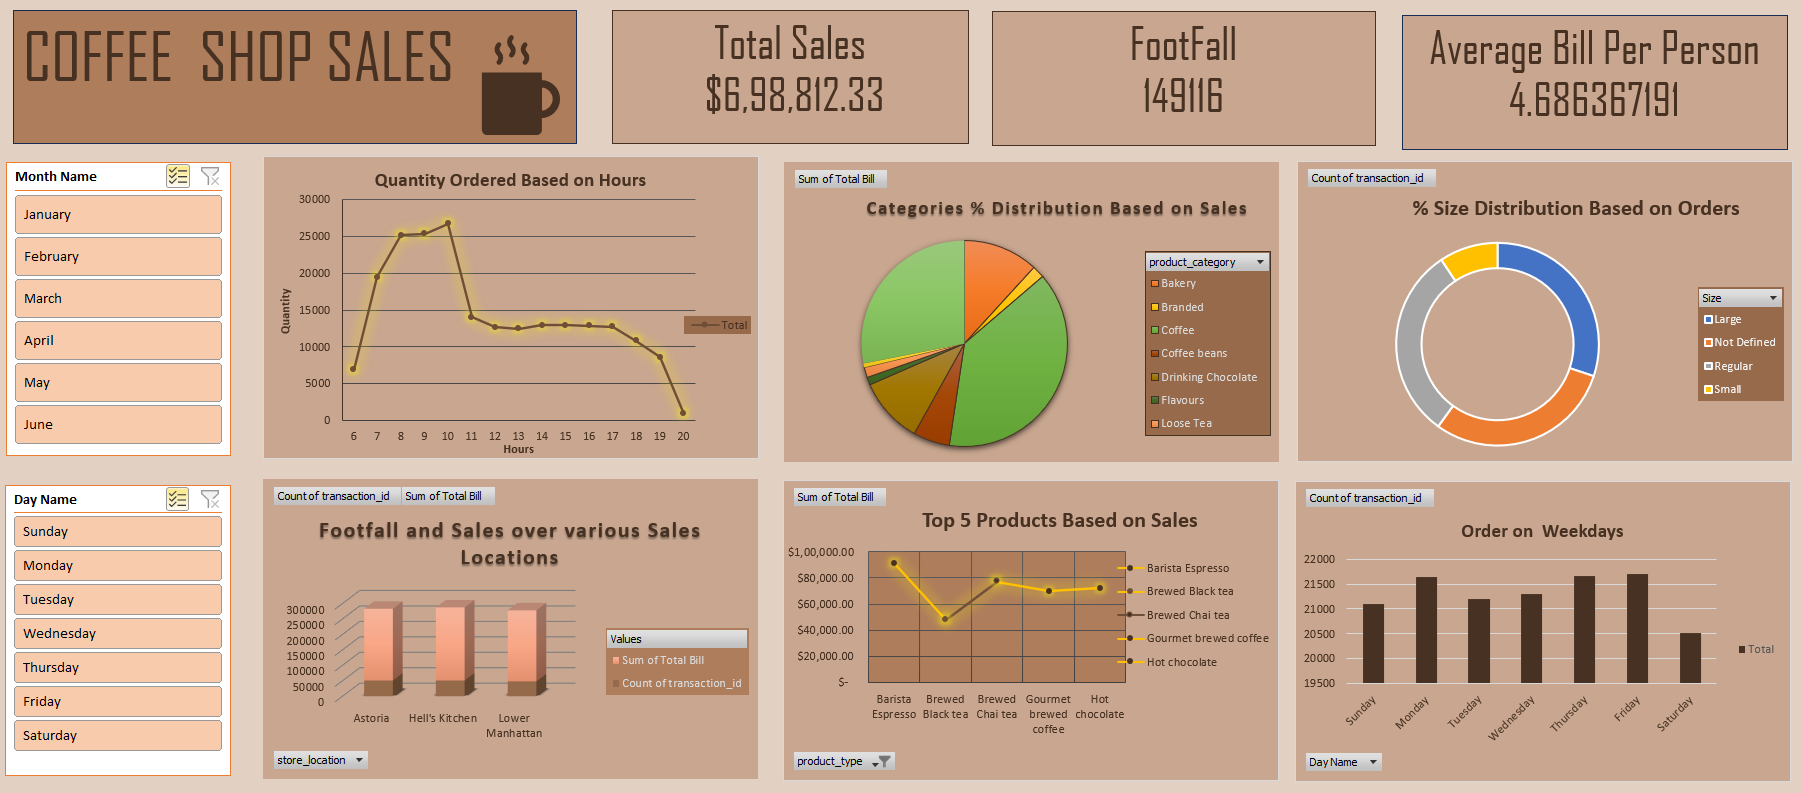 COFFEE SHOP SALES
Total Sales
$6,98,812.33
FootFall
149116
Average Bill Per Person
4.686367191
Month Name
January
February
March
April
May
June
Quantity Ordered Based on Hours
30000
25000
20000
15000
10000
5000
0
Quantity
6 7 8 9 10 11 12 13 14 15 16 17 18 19 20
Hours
Total
Sum of Total Bill
Categories % Distribution Based on Sales
product_category
Bakery
Branded
Coffee
Coffee beans
Drinking Chocolate
Flavours
Loose Tea
Count of transaction_id
% Size Distribution Based on Orders
Size
Large
Not Defined
Regular
Small
Day Name
Sunday
Monday
Tuesday
Wednesday
Thursday
Friday
Saturday
Count of transaction_id Sum of Total Bill
Footfall and Sales over various Sales
Locations
300000
250000
200000
150000
100000
50000
0
Astoria Hell's Kitchen Lower
Manhattan
Values
Sum of Total Bill
Count of transaction_id
store_location
Sum of Total Bill
Top 5 Products Based on Sales
$1,00,000.00
$80,000.00
$60,000.00
$40,000.00
$20,000.00
$-
Barista Brewed Brewed Gourmet Hot
Espresso Black tea Chai tea brewed chocolate
coffee
Barista Espresso
Brewed Black tea
Brewed Chai tea
Gourmet brewed coffee
Hot chocolate
product_type
Count of transaction_id
Order on Weekdays
22000
21500
21000
20500
20000
19500
Sunday
Monday
Tuesday
Wednesday
Thursday
Friday
Saturday
Total
Day Name